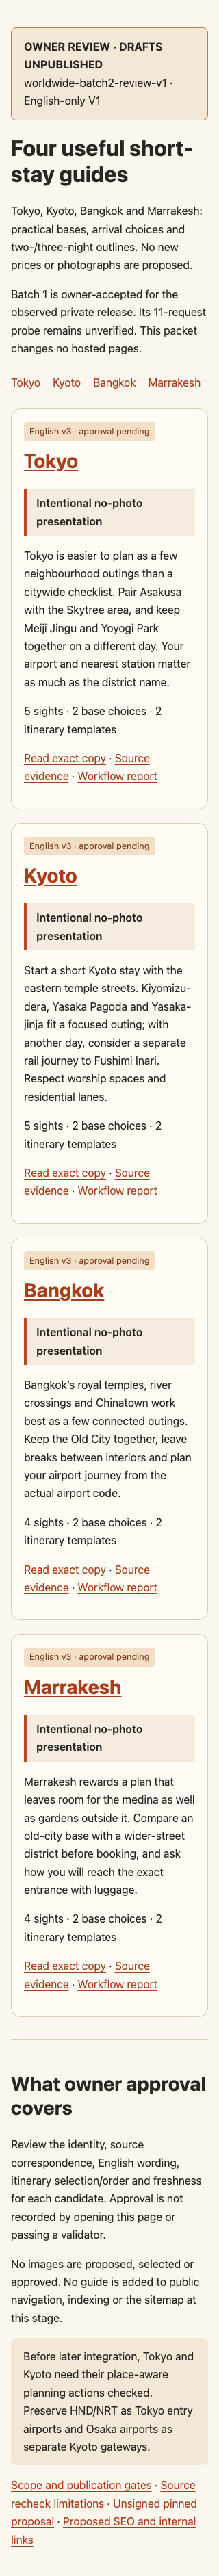 OWNER REVIEW · DRAFTS
UNPUBLISHED
worldwide-batch2-review-v1 ·
English-only V1
Four useful short-
stay guides
Tokyo, Kyoto, Bangkok and Marrakesh:
practical bases, arrival choices and
two-/three-night outlines. No new
prices or photographs are proposed.
Batch 1 is owner-accepted for the
observed private release. Its 11-request
probe remains unverified. This packet
changes no hosted pages.
Tokyo Kyoto Bangkok Marrakesh
English v3 · approval pending
Tokyo
Intentional no-photo
presentation
Tokyo is easier to plan as a few
neighbourhood outings than a
citywide checklist. Pair Asakusa
with the Skytree area, and keep
Meiji Jingu and Yoyogi Park
together on a different day. Your
airport and nearest station matter
as much as the district name.
5 sights · 2 base choices · 2
itinerary templates
Read exact copy · Source
evidence · Workflow report
English v3 · approval pending
Kyoto
Intentional no-photo
presentation
Start a short Kyoto stay with the
eastern temple streets. Kiyomizu-
dera, Yasaka Pagoda and Yasaka-
jinja fit a focused outing; with
another day, consider a separate
rail journey to Fushimi Inari.
Respect worship spaces and
residential lanes.
5 sights · 2 base choices · 2
itinerary templates
Read exact copy · Source
evidence · Workflow report
English v3 · approval pending
Bangkok
Intentional no-photo
presentation
Bangkok's royal temples, river
crossings and Chinatown work
best as a few connected outings.
Keep the Old City together, leave
breaks between interiors and plan
your airport journey from the
actual airport code.
4 sights · 2 base choices · 2
itinerary templates
Read exact copy · Source
evidence · Workflow report
English v3 · approval pending
Marrakesh
Intentional no-photo
presentation
Marrakesh rewards a plan that
leaves room for the medina as well
as gardens outside it. Compare an
old-city base with a wider-street
district before booking, and ask
how you will reach the exact
entrance with luggage.
4 sights · 2 base choices · 2
itinerary templates
Read exact copy · Source
evidence · Workflow report
What owner approval
covers
Review the identity, source
correspondence, English wording,
itinerary selection/order and freshness
for each candidate. Approval is not
recorded by opening this page or
passing a validator.
No images are proposed, selected or
approved. No guide is added to public
navigation, indexing or the sitemap at
this stage.
Before later integration, Tokyo and
Kyoto need their place-aware
planning actions checked.
Preserve HND/NRT as Tokyo entry
airports and Osaka airports as
separate Kyoto gateways.
Scope and publication gates · Source
recheck limitations · Unsigned pinned
proposal · Proposed SEO and internal
links